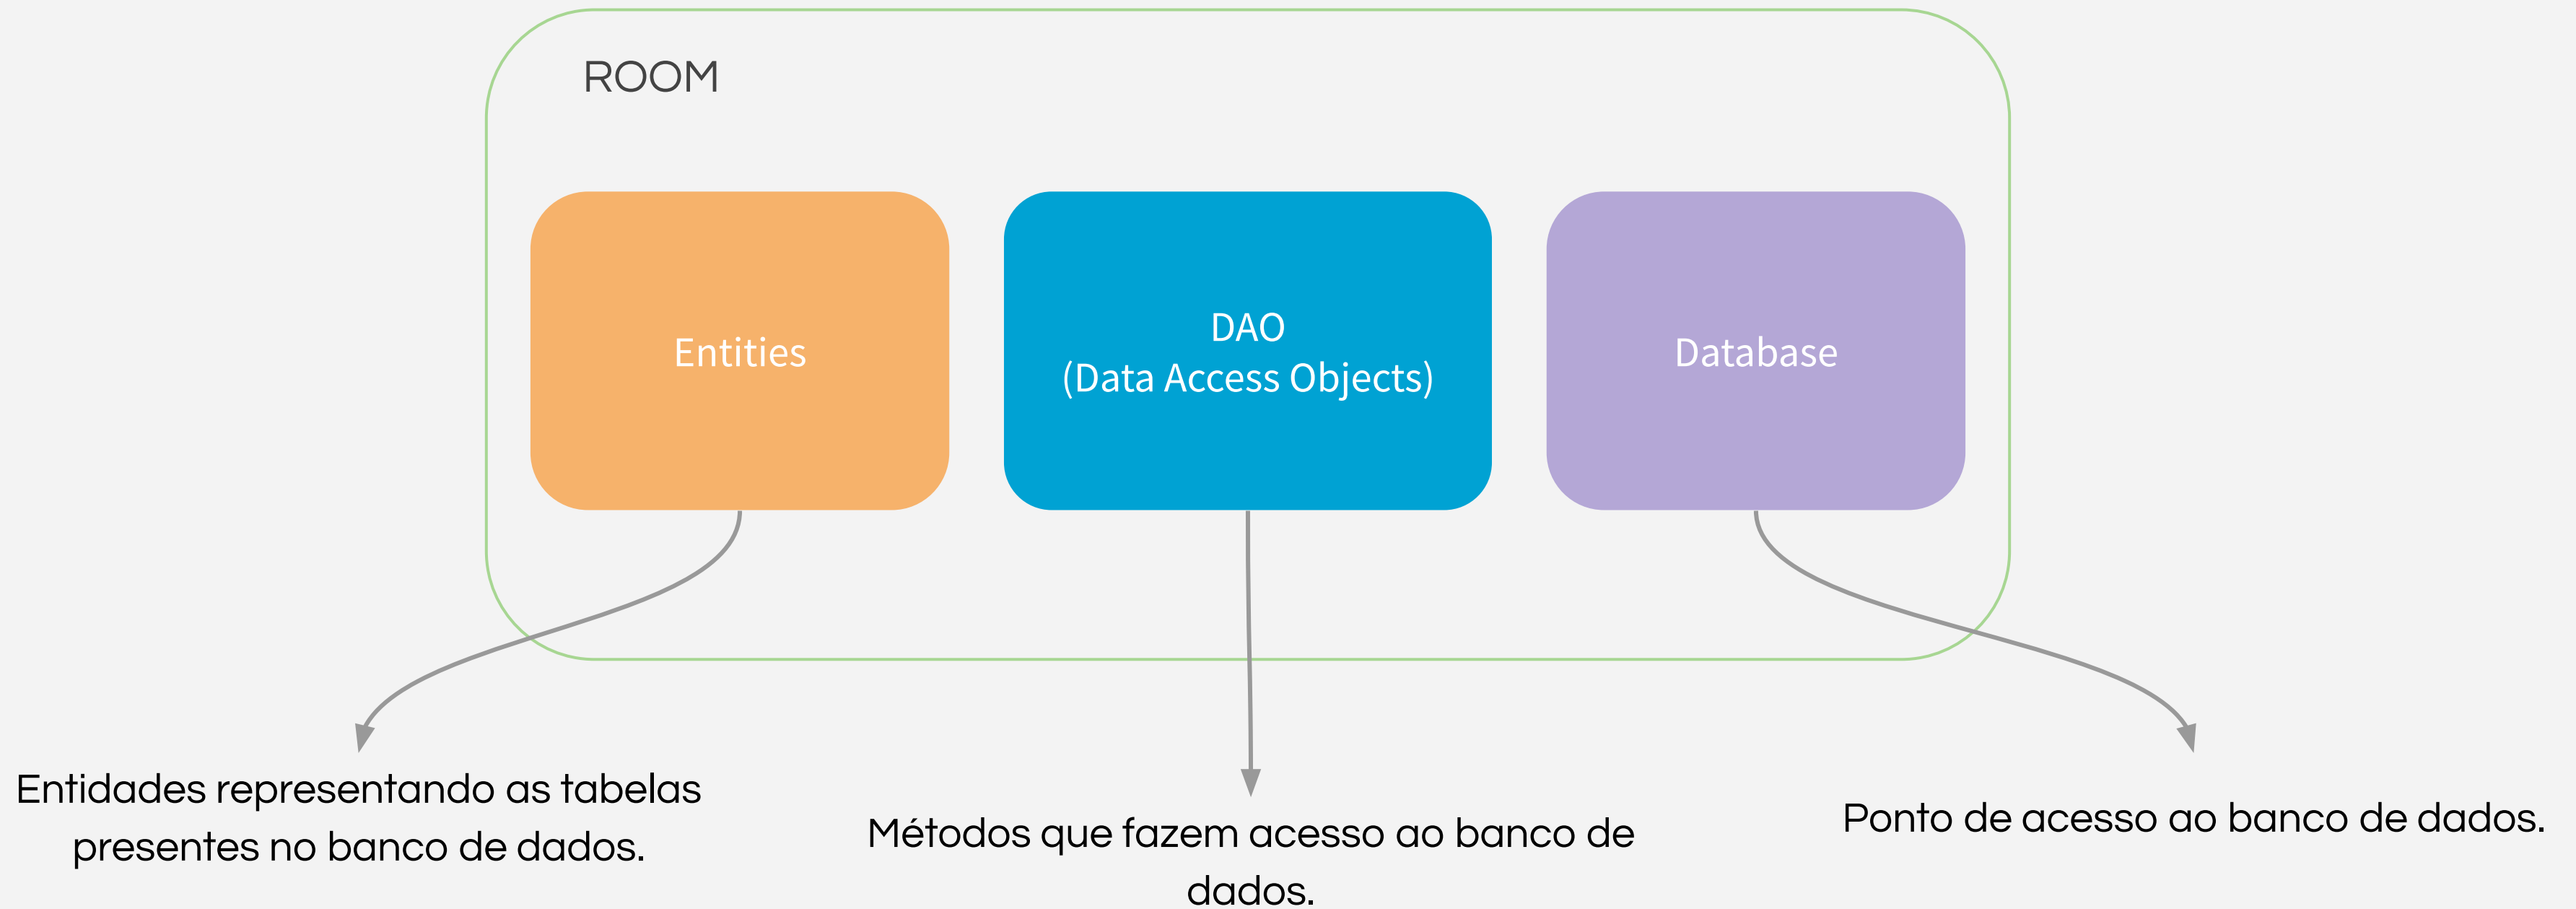 ROOM
Entities
DAO
(Data Access Objects)
Database
Entidades representando as tabelas
presentes no banco de dados.
Métodos que fazem acesso ao banco de
dados.
Ponto de acesso ao banco de dados.